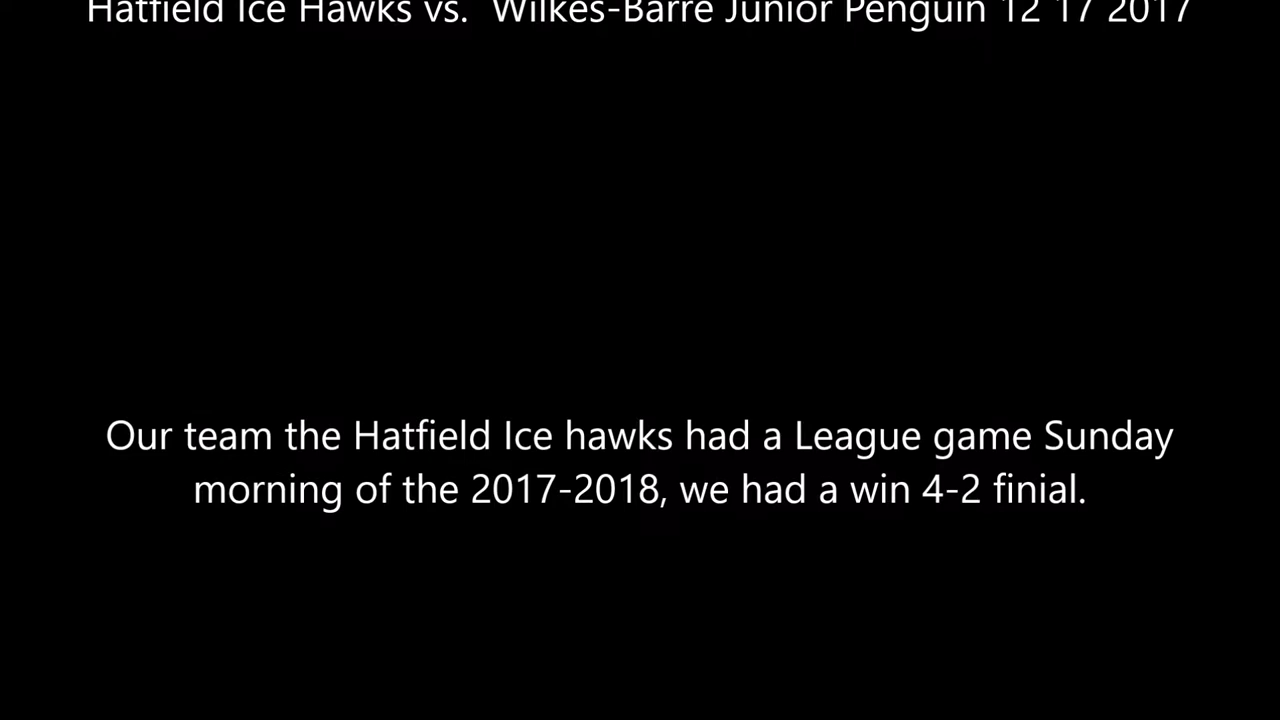 Hatfield Ice Hawks vs.  Wilkes-Barre Junior Penguin 12 17 2017
Our team the Hatfield Ice hawks had a League game Sunday
morning of the 2017-2018, we had a win 4-2 finial.